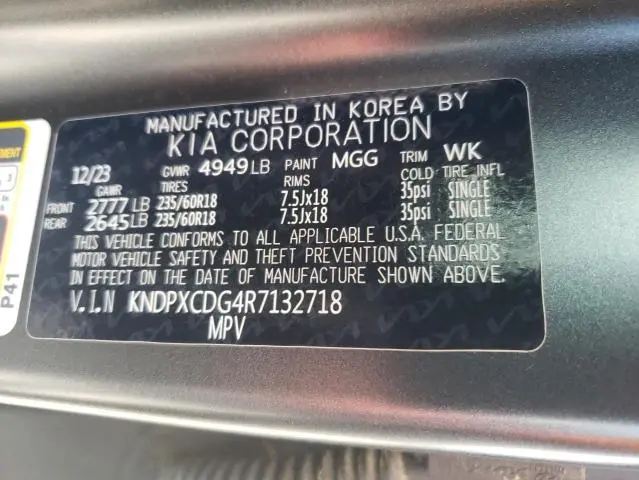 MANUFACTURED IN KOREA BY
KIA CORPORATION
12/23 GVWR 4949LB PAINT MGG TRIM WK
GAWR TIRES RIMS COLD TIRE INFL
FRONT 2777 LB 235/60R18 7.5Jx18 35psi SINGLE
REAR 2645LB 235/60R18 7.5Jx18 35psi SINGLE
THIS VEHICLE CONFORMS TO ALL APPLICABLE U.S.A. FEDERAL
MOTOR VEHICLE SAFETY AND THEFT PREVENTION STANDARDS
IN EFFECT ON THE DATE OF MANUFACTURE SHOWN ABOVE.
V.I.N KNDPXCDG4R7132718
MPV
P41